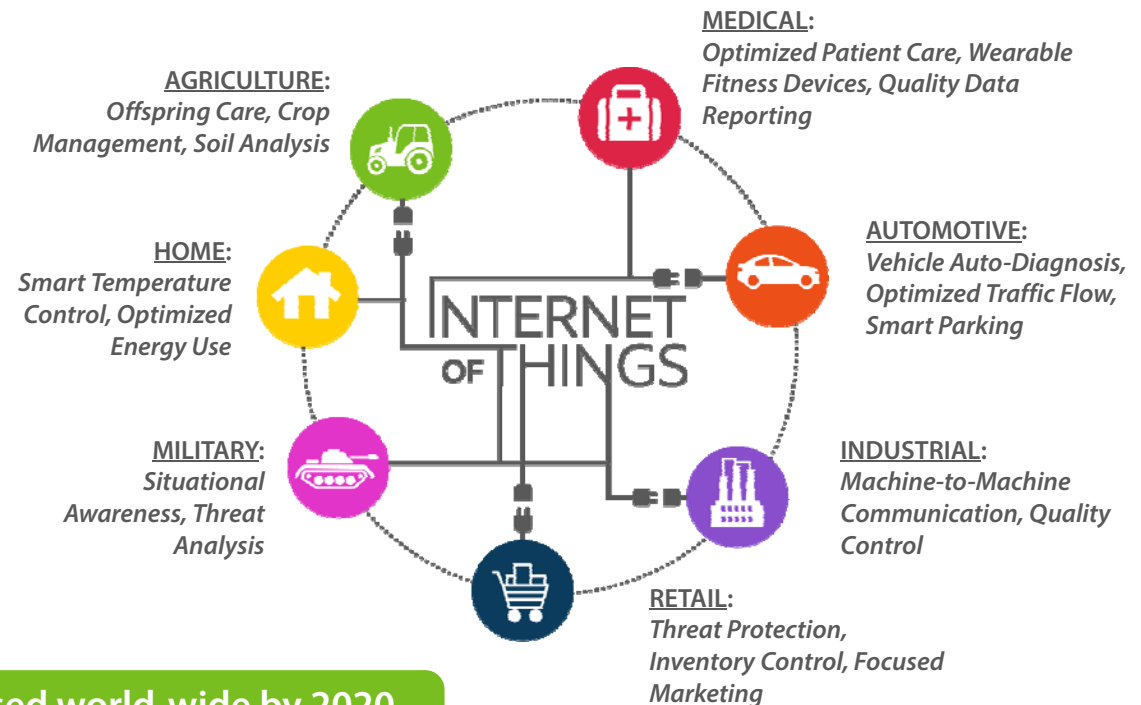 MEDICAL:
Optimized Patient Care, Wearable
Fitness Devices, Quality Data
Reporting
AGRICULTURE:
Offspring Care, Crop
Management, Soil Analysis
AUTOMOTIVE:
Vehicle Auto-Diagnosis,
Optimized Traffic Flow,
Smart Parking
HOME:
Smart Temperature
Control, Optimized
Energy Use
INTERNET
OF THINGS
MILITARY:
Situational
Awareness, Threat
Analysis
INDUSTRIAL:
Machine-to-Machine
Communication, Quality
Control
RETAIL:
Threat Protection,
Inventory Control, Focused
Marketing
world-wide by 2020